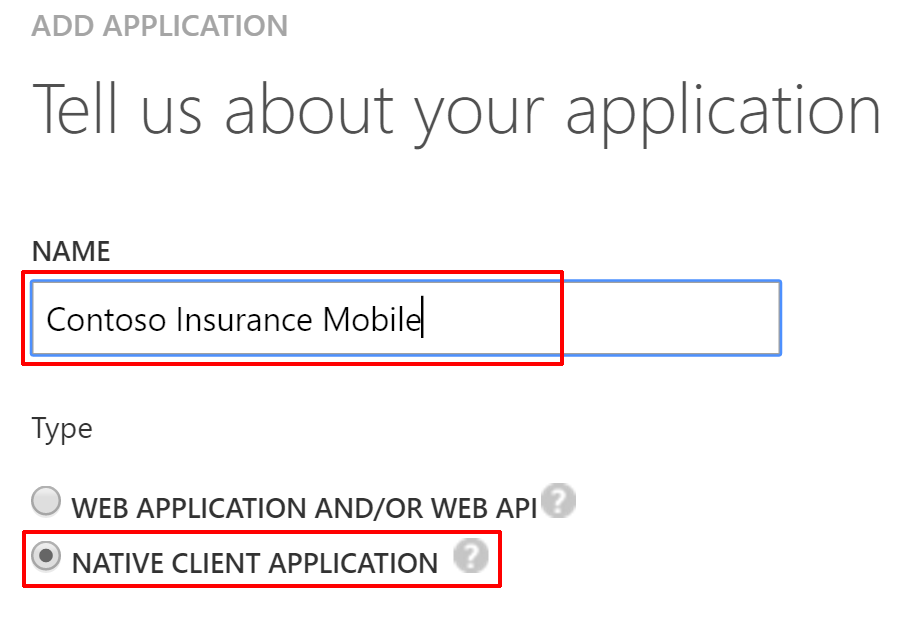 ADD APPLICATION
Tell us about your application
NAME
Contoso Insurance Mobile
Type
WEB APPLICATION AND/OR WEB API ?
NATIVE CLIENT APPLICATION ?